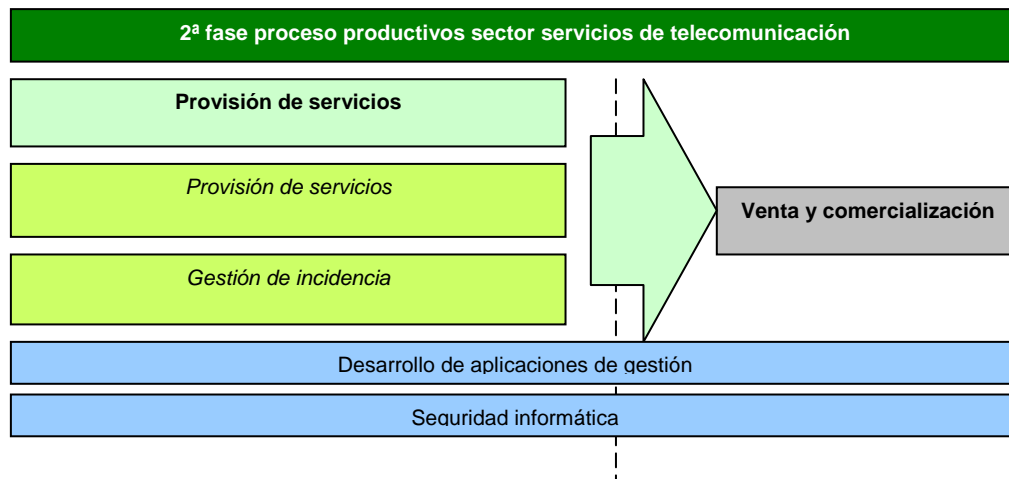 2ª fase proceso productivos sector servicios de telecomunicación
Provisión de servicios
Provisión de servicios
Gestión de incidencia
Venta y comercialización
Desarrollo de aplicaciones de gestión
Seguridad informática